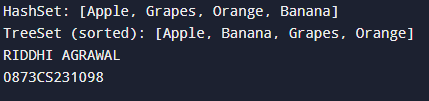 HashSet: [Apple, Grapes, Orange, Banana]
TreeSet (sorted): [Apple, Banana, Grapes, Orange]
RIDDHI AGRAWAL
0873CS231098